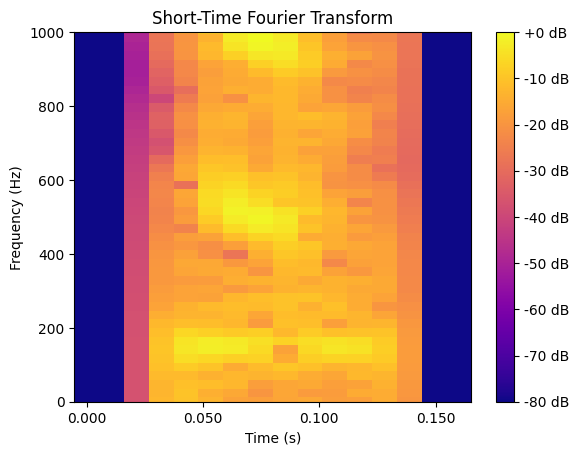 Short-Time Fourier Transform
1000
800
600
400
200
0
Frequency (Hz)
0.000
0.050
0.100
0.150
Time (s)
+0 dB
-10 dB
-20 dB
-30 dB
-40 dB
-50 dB
-60 dB
-70 dB
-80 dB